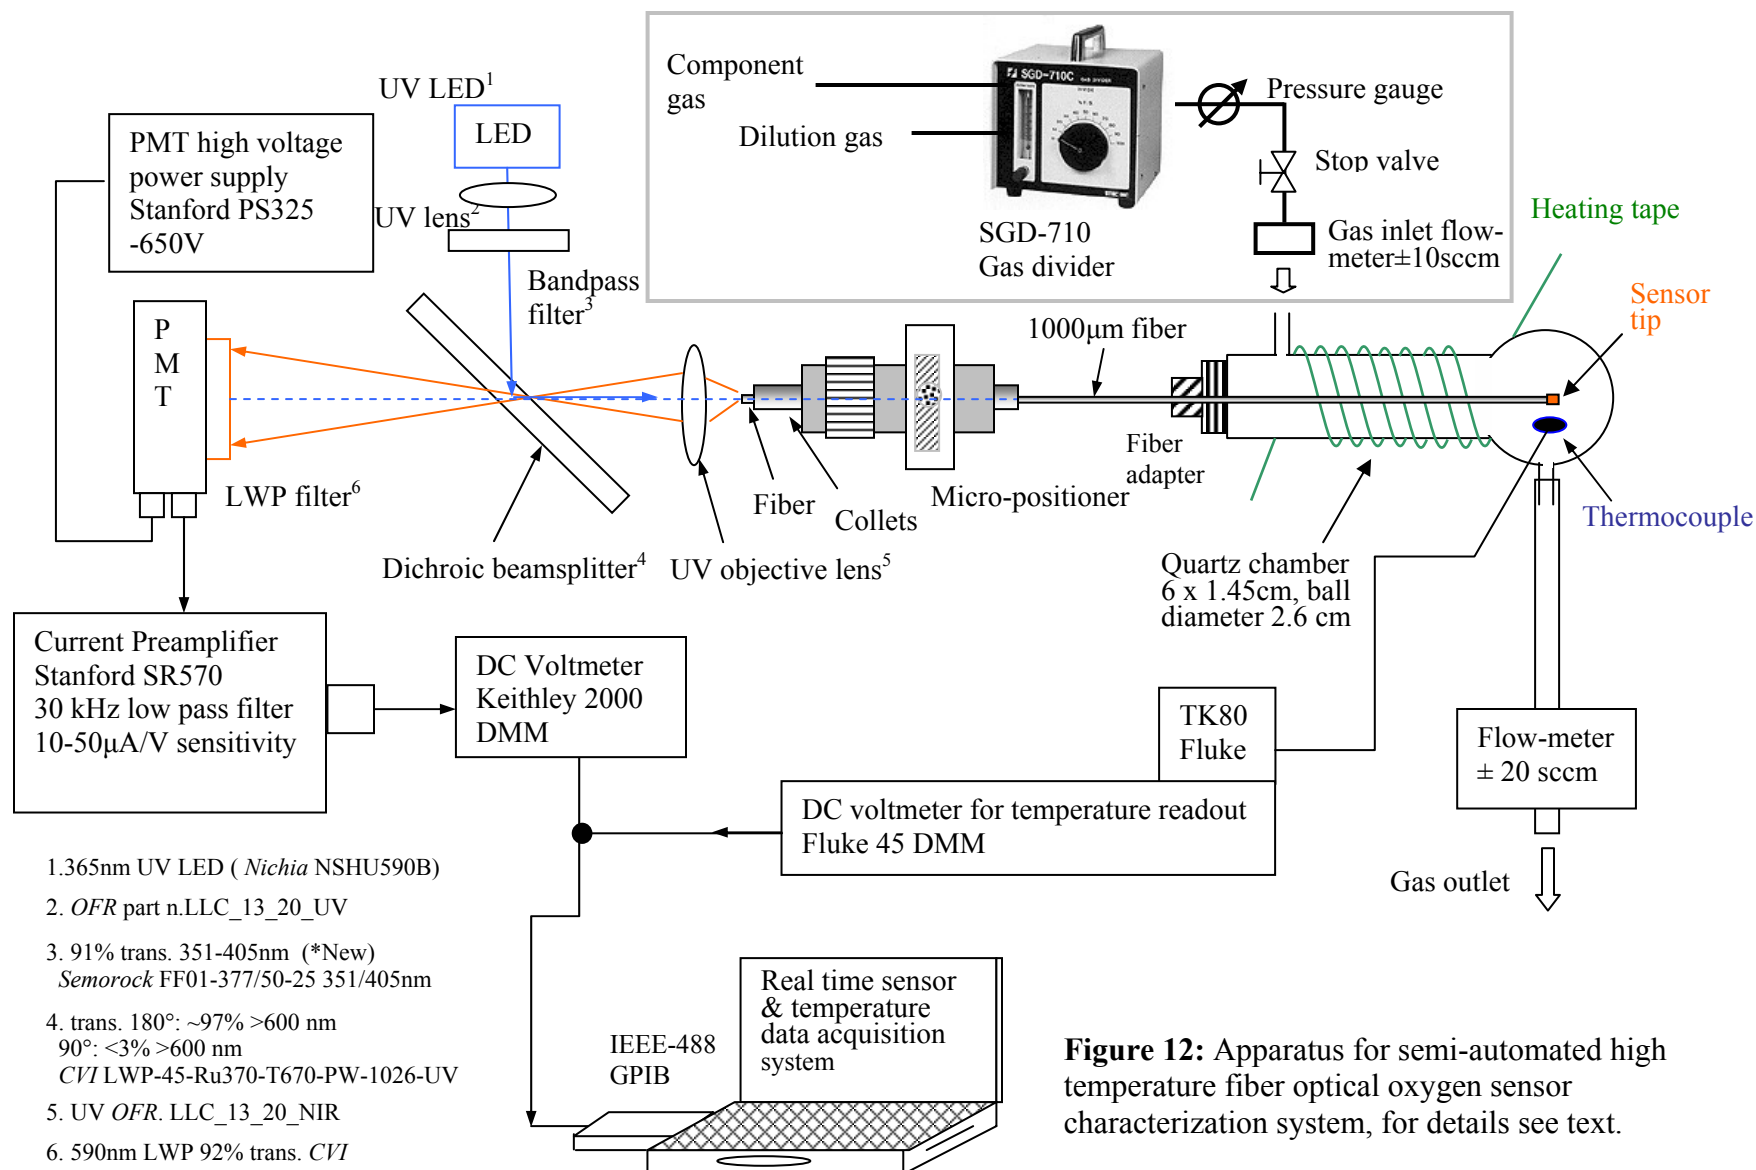 UV LED1
LED
PMT high voltage
power supply
Stanford PS325
-650V
UV lens2
Bandpass
filter3
P
M
T
LWP filter6
Dichroic beamsplitter4
UV objective lens5
Fiber
Collets
Micro-positioner
1000μm fiber
Fiber
adapter
Component
gas
Dilution gas
SGD-710C
GAS DIVIDER
SGD-710
Gas divider
Pressure gauge
Stop valve
Gas inlet flow-
meter±10sccm
Heating tape
Sensor
tip
Thermocouple
Quartz chamber
6 x 1.45cm, ball
diameter 2.6 cm
Current Preamplifier
Stanford SR570
30 kHz low pass filter
10-50μA/V sensitivity
DC Voltmeter
Keithley 2000
DMM
TK80
Fluke
DC voltmeter for temperature readout
Fluke 45 DMM
Flow-meter
± 20 sccm
Gas outlet
1.365nm UV LED ( Nichia NSHU590B)
2. OFR part n.LLC_13_20_UV
3. 91% trans. 351-405nm (*New)
Semorock FF01-377/50-25 351/405nm
4. trans. 180°: ~97% >600 nm
90°: <3% >600 nm
CVI LWP-45-Ru370-T670-PW-1026-UV
5. UV OFR. LLC_13_20_NIR
6. 590nm LWP 92% trans. CVI
IEEE-488
GPIB
Real time sensor
& temperature
data acquisition
system
Figure 12: Apparatus for semi-automated high
temperature fiber optical oxygen sensor
characterization system, for details see text.